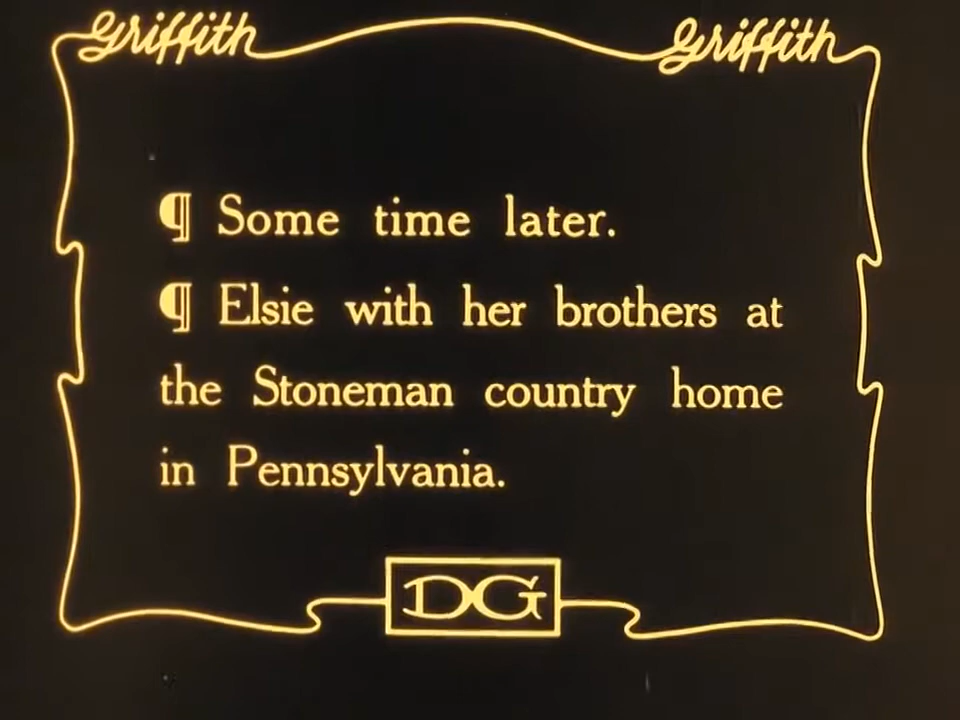 Griffith Griffith
¶ Some time later.
¶ Elsie with her brothers at
the Stoneman country home
in Pennsylvania.
DG